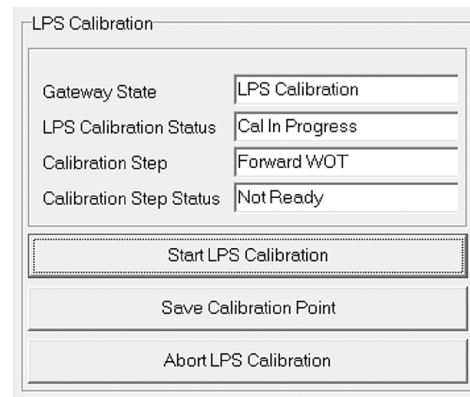 LPS Calibration
Gateway State LPS Calibration
LPS Calibration Status Cal In Progress
Calibration Step Forward WOT
Calibration Step Status Not Ready
Start LPS Calibration
Save Calibration Point
Abort LPS Calibration